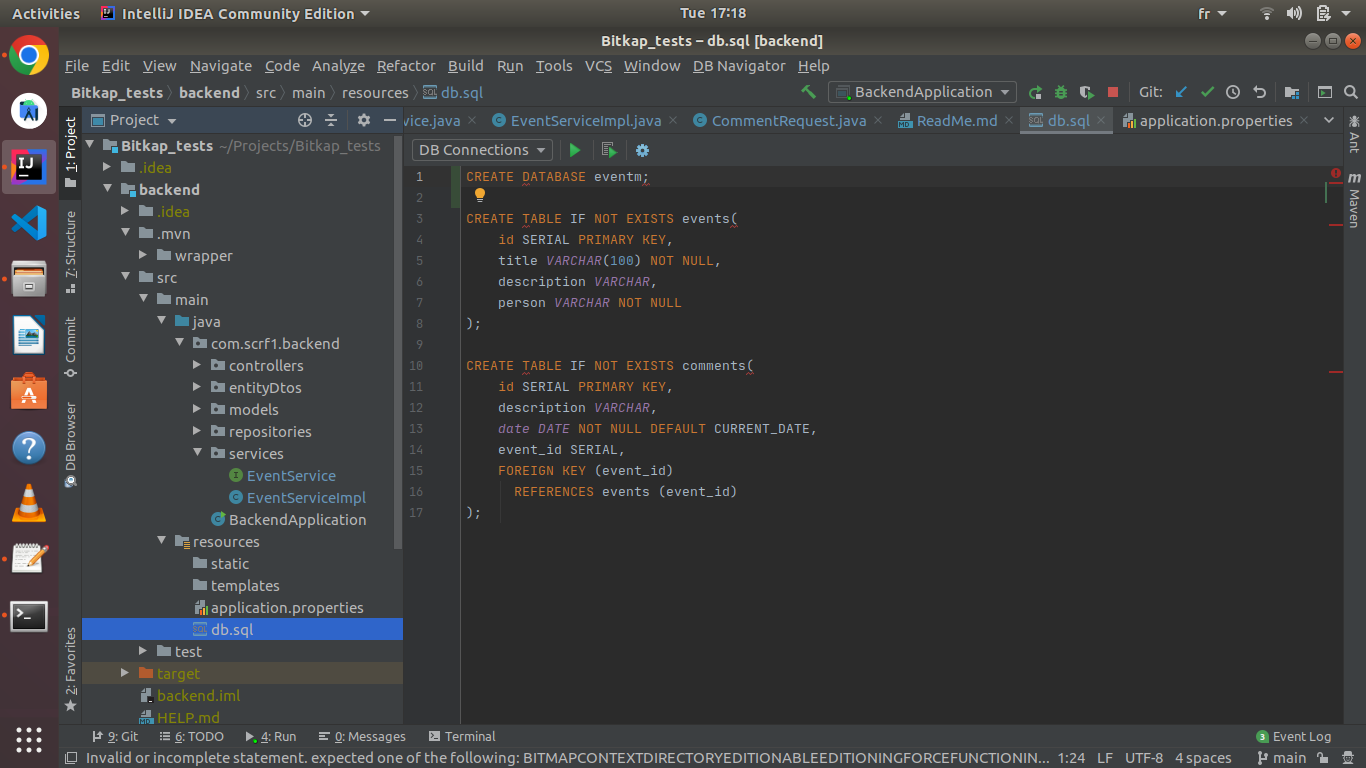 Activities IntelliJ IDEA Community Edition Tue 17:18 fr
Bitkap_tests – db.sql [backend]
File Edit View Navigate Code Analyze Refactor Build Run Tools VCS Window DB Navigator Help
Bitkap_tests backend src main resources db.sql BackendApplication Git:
1: Project
7: Structure
Commit
DB Browser
2: Favorites
Project
Bitkap_tests ~/Projects/Bitkap_tests
.idea
backend
.idea
.mvn
wrapper
src
main
java
com.scrf1.backend
controllers
entityDtos
models
repositories
services
EventService
EventServiceImpl
BackendApplication
resources
static
templates
application.properties
db.sql
test
target
backend.iml
HELP.md
vice.java EventServiceImpl.java CommentRequest.java ReadMe.md db.sql application.properties
DB Connections
1 CREATE DATABASE eventm;
2
3 CREATE TABLE IF NOT EXISTS events(
4 id SERIAL PRIMARY KEY,
5 title VARCHAR(100) NOT NULL,
6 description VARCHAR,
7 person VARCHAR NOT NULL
8 );
9
10 CREATE TABLE IF NOT EXISTS comments(
11 id SERIAL PRIMARY KEY,
12 description VARCHAR,
13 date DATE NOT NULL DEFAULT CURRENT_DATE,
14 event_id SERIAL,
15 FOREIGN KEY (event_id)
16 REFERENCES events (event_id)
17 );
Ant
m Maven
9: Git 6: TODO 4: Run 0: Messages Terminal 3 Event Log
Invalid or incomplete statement. expected one of the following: BITMAPCONTEXTDIRECTORYEDITIONABLEEDITIONINGFORCEFUNCTIONIN... 1:24 LF UTF-8 4 spaces main